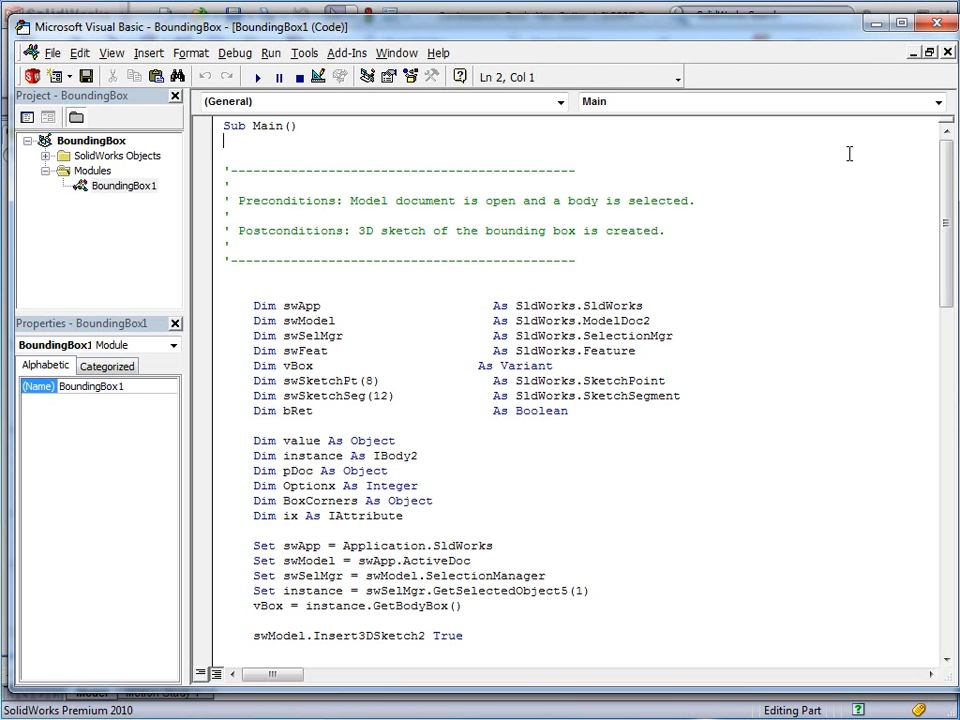 Microsoft Visual Basic - BoundingBox - [BoundingBox1 (Code)]
File Edit View Insert Format Debug Run Tools Add-Ins Window Help
Ln 2, Col 1
Project - BoundingBox
(General) Main
BoundingBox
SolidWorks Objects
Modules
BoundingBox1
Properties - BoundingBox1
BoundingBox1 Module
Alphabetic Categorized
(Name) BoundingBox1
Sub Main()
'----------------------------------------------
'
' Preconditions: Model document is open and a body is selected.
'
' Postconditions: 3D sketch of the bounding box is created.
'
'----------------------------------------------
Dim swApp As SldWorks.SldWorks
Dim swModel As SldWorks.ModelDoc2
Dim swSelMgr As SldWorks.SelectionMgr
Dim swFeat As SldWorks.Feature
Dim vBox As Variant
Dim swSketchPt(8) As SldWorks.SketchPoint
Dim swSketchSeg(12) As SldWorks.SketchSegment
Dim bRet As Boolean
Dim value As Object
Dim instance As IBody2
Dim pDoc As Object
Dim Optionx As Integer
Dim BoxCorners As Object
Dim ix As IAttribute
Set swApp = Application.SldWorks
Set swModel = swApp.ActiveDoc
Set swSelMgr = swModel.SelectionManager
Set instance = swSelMgr.GetSelectedObject5(1)
vBox = instance.GetBodyBox()
swModel.Insert3DSketch2 True
SolidWorks Premium 2010 Editing Part